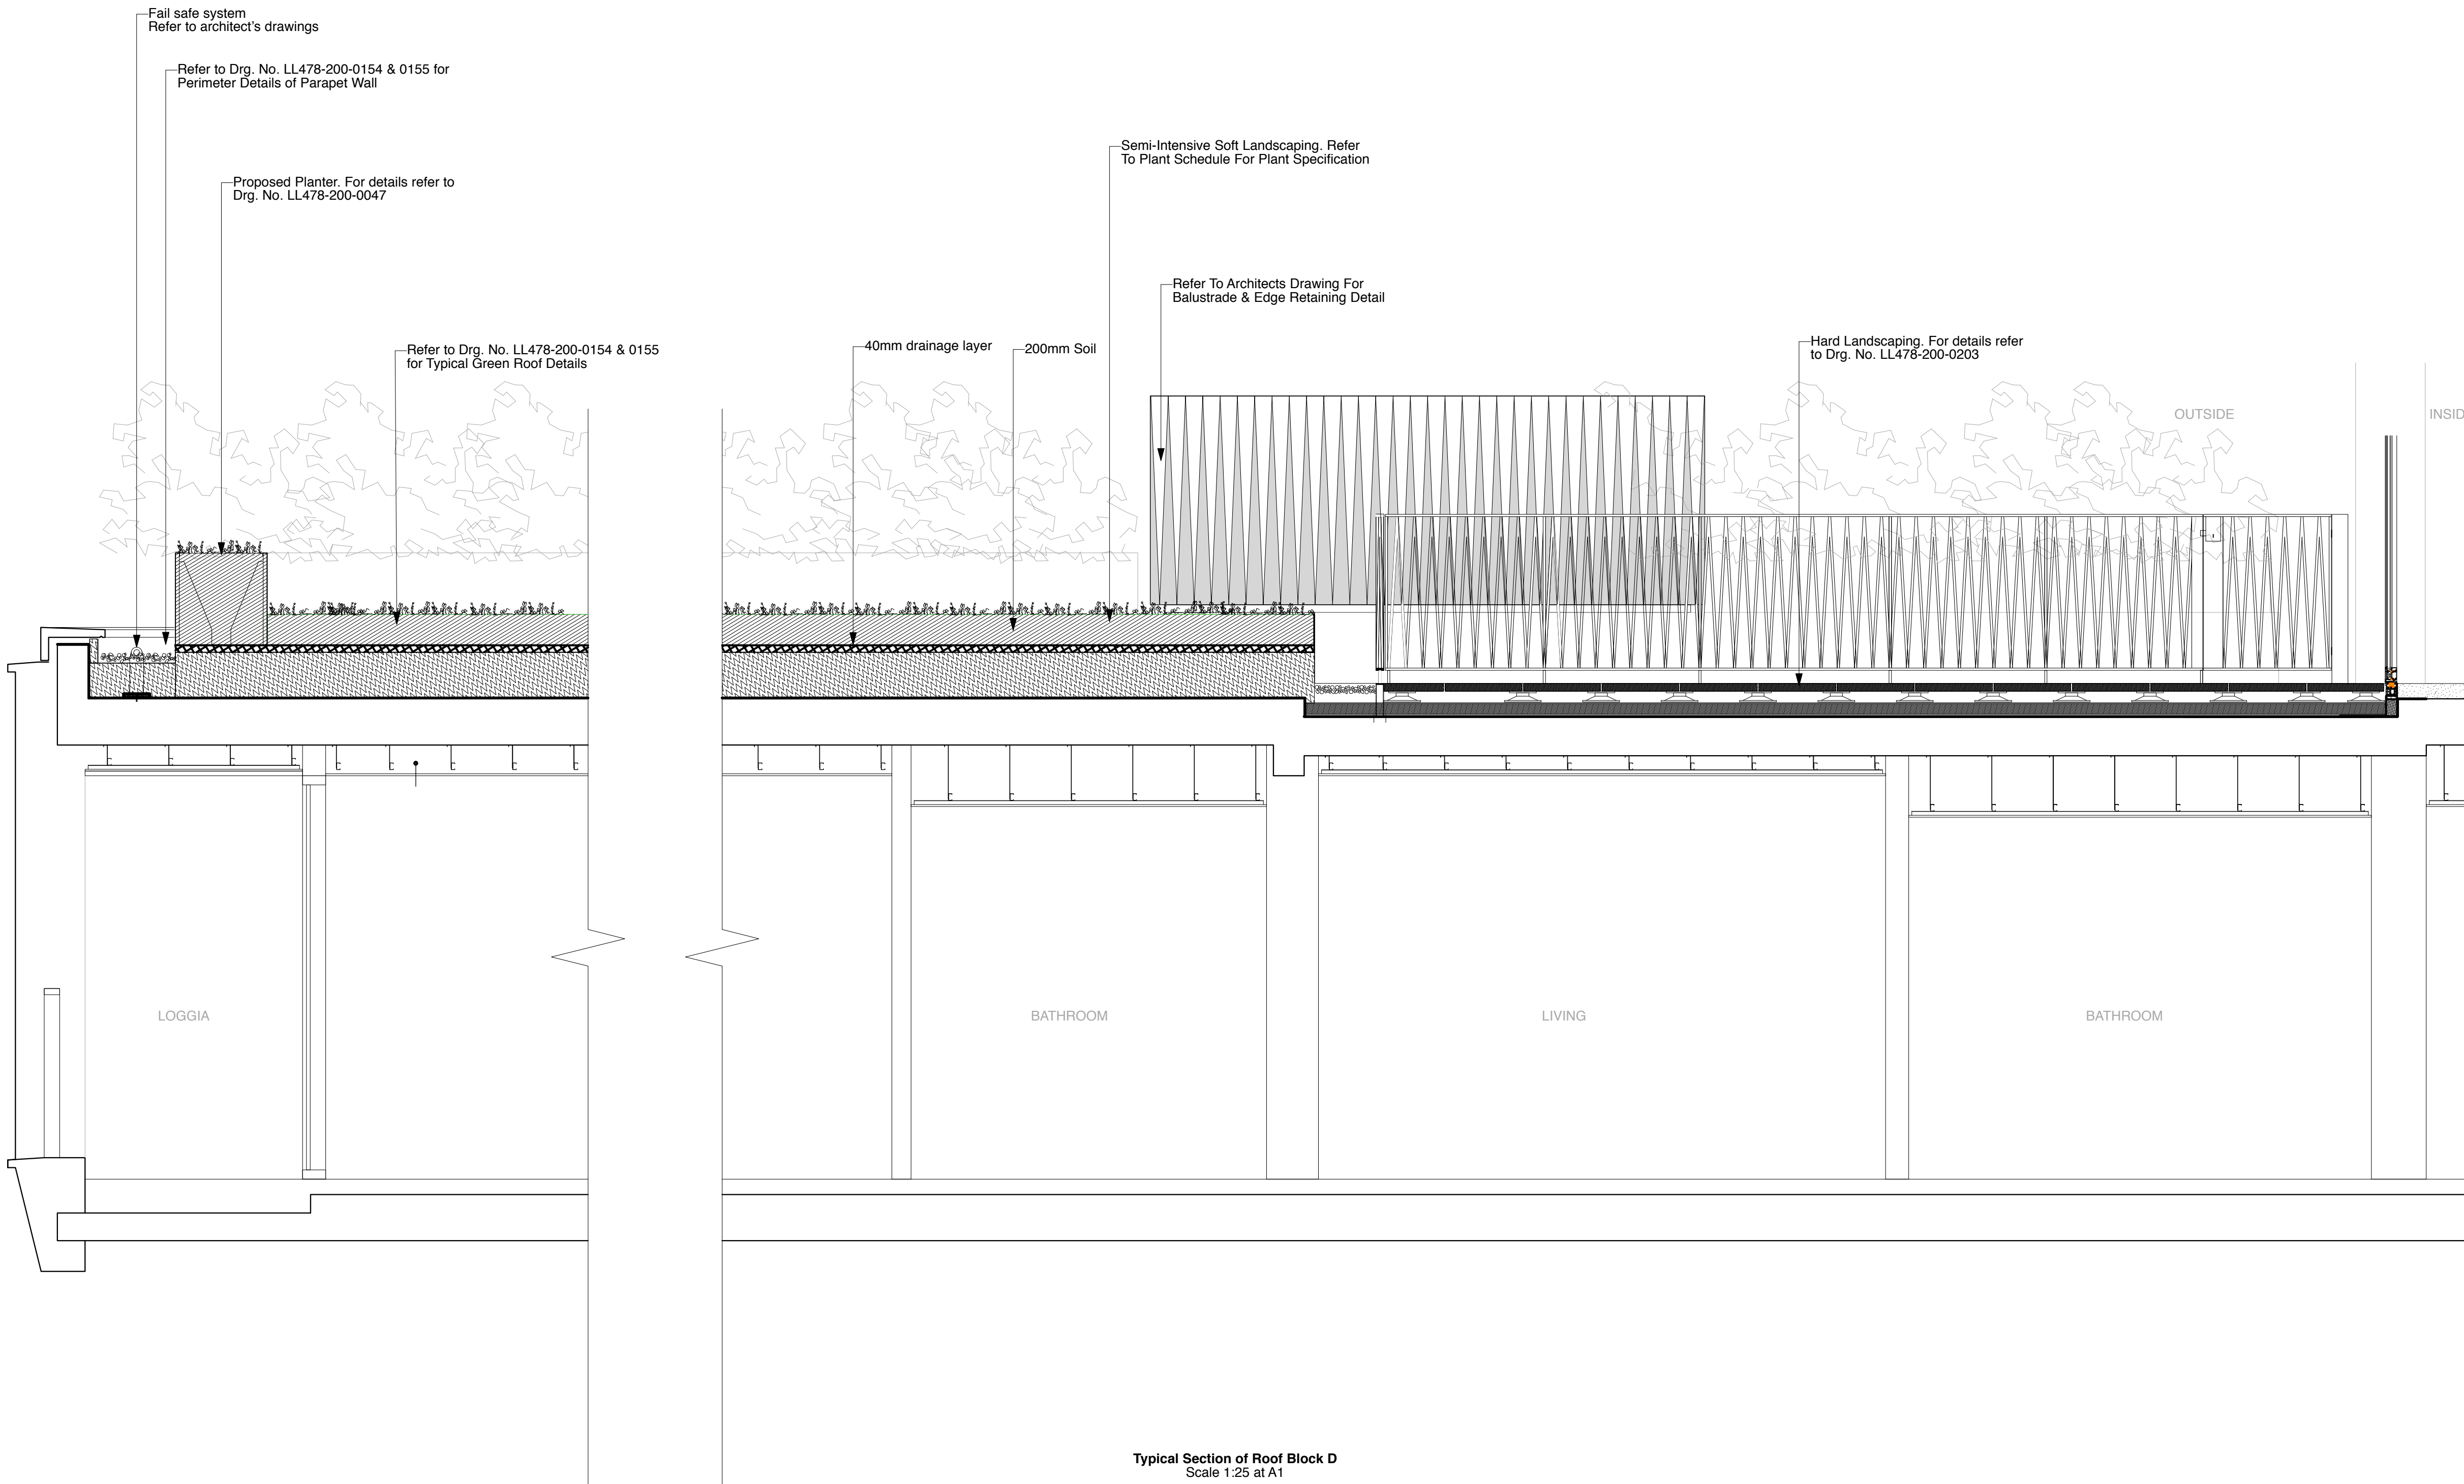 Fail safe system
Refer to architect's drawings
Refer to Drg. No. LL478-200-0154 & 0155 for
Perimeter Details of Parapet Wall
Semi-Intensive Soft Landscaping. Refer
To Plant Schedule For Plant Specification
Proposed Planter. For details refer to
Drg. No. LL478-200-0047
Refer To Architects Drawing For
Balustrade & Edge Retaining Detail
Refer to Drg. No. LL478-200-0154 & 0155
for Typical Green Roof Details
40mm drainage layer
200mm Soil
Hard Landscaping. For details refer
to Drg. No. LL478-200-0203
OUTSIDE
INSID
LOGGIA
BATHROOM
LIVING
BATHROOM
Typical Section of Roof Block D
Scale 1:25 at A1